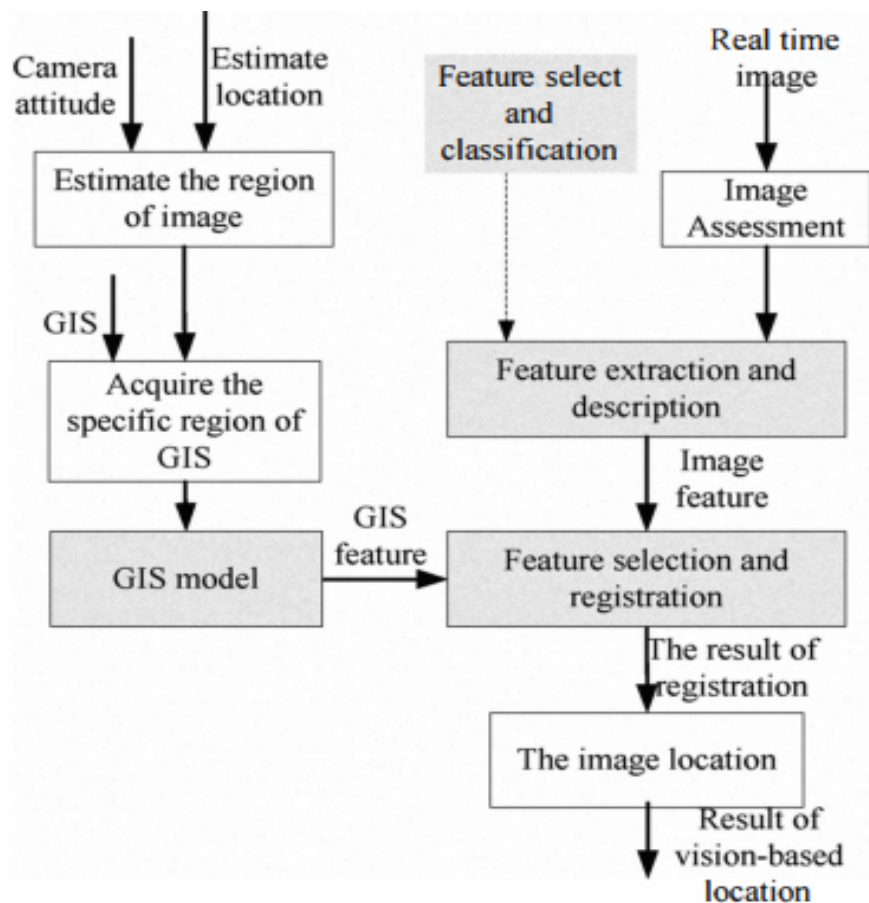 Camera
attitude
Estimate
location
Estimate the region
of image
GIS
Acquire the
specific region of
GIS
GIS model
GIS
feature
Feature select
and
classification
Real time
image
Image
Assessment
Feature extraction and
description
Image
feature
Feature selection and
registration
The result of
registration
The image location
Result of
vision-based
location